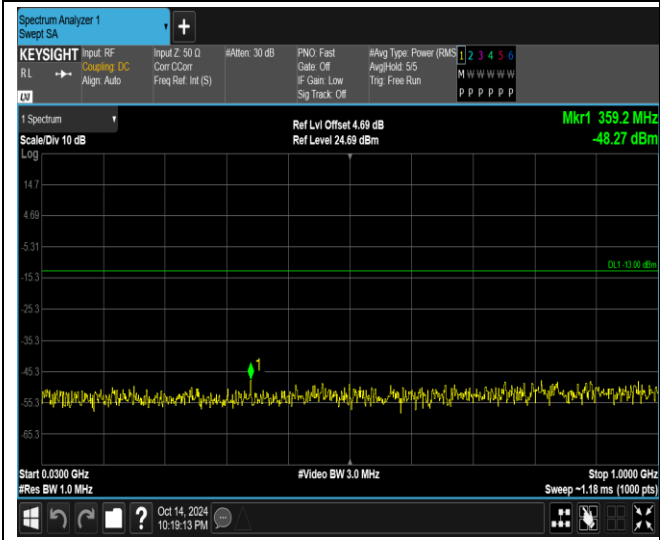 Spectrum Analyzer 1
Swept SA
+
KEYSIGHT
RL
LXI
Input: RF
Coupling: DC
Align: Auto
Input Z: 50 Ω
Corr CCorr
Freq Ref: Int (S)
#Atten: 30 dB
PNO: Fast
Gate: Off
IF Gain: Low
Sig Track: Off
#Avg Type: Power (RMS
Avg|Hold: 5/5
Trig: Free Run
1 2 3 4 5 6
M W W W W W
P P P P P P
1 Spectrum
Scale/Div 10 dB
Log
Ref Lvl Offset 4.69 dB
Ref Level 24.69 dBm
Mkr1 359.2 MHz
-48.27 dBm
14.7
4.69
-5.31
DL1 -13.00 dBm
-15.3
-25.3
-35.3
1
-45.3
-55.3
-65.3
Start 0.0300 GHz
#Res BW 1.0 MHz
#Video BW 3.0 MHz
Stop 1.0000 GHz
Sweep ~1.18 ms (1000 pts)
?
Oct 14, 2024
10:19:13 PM